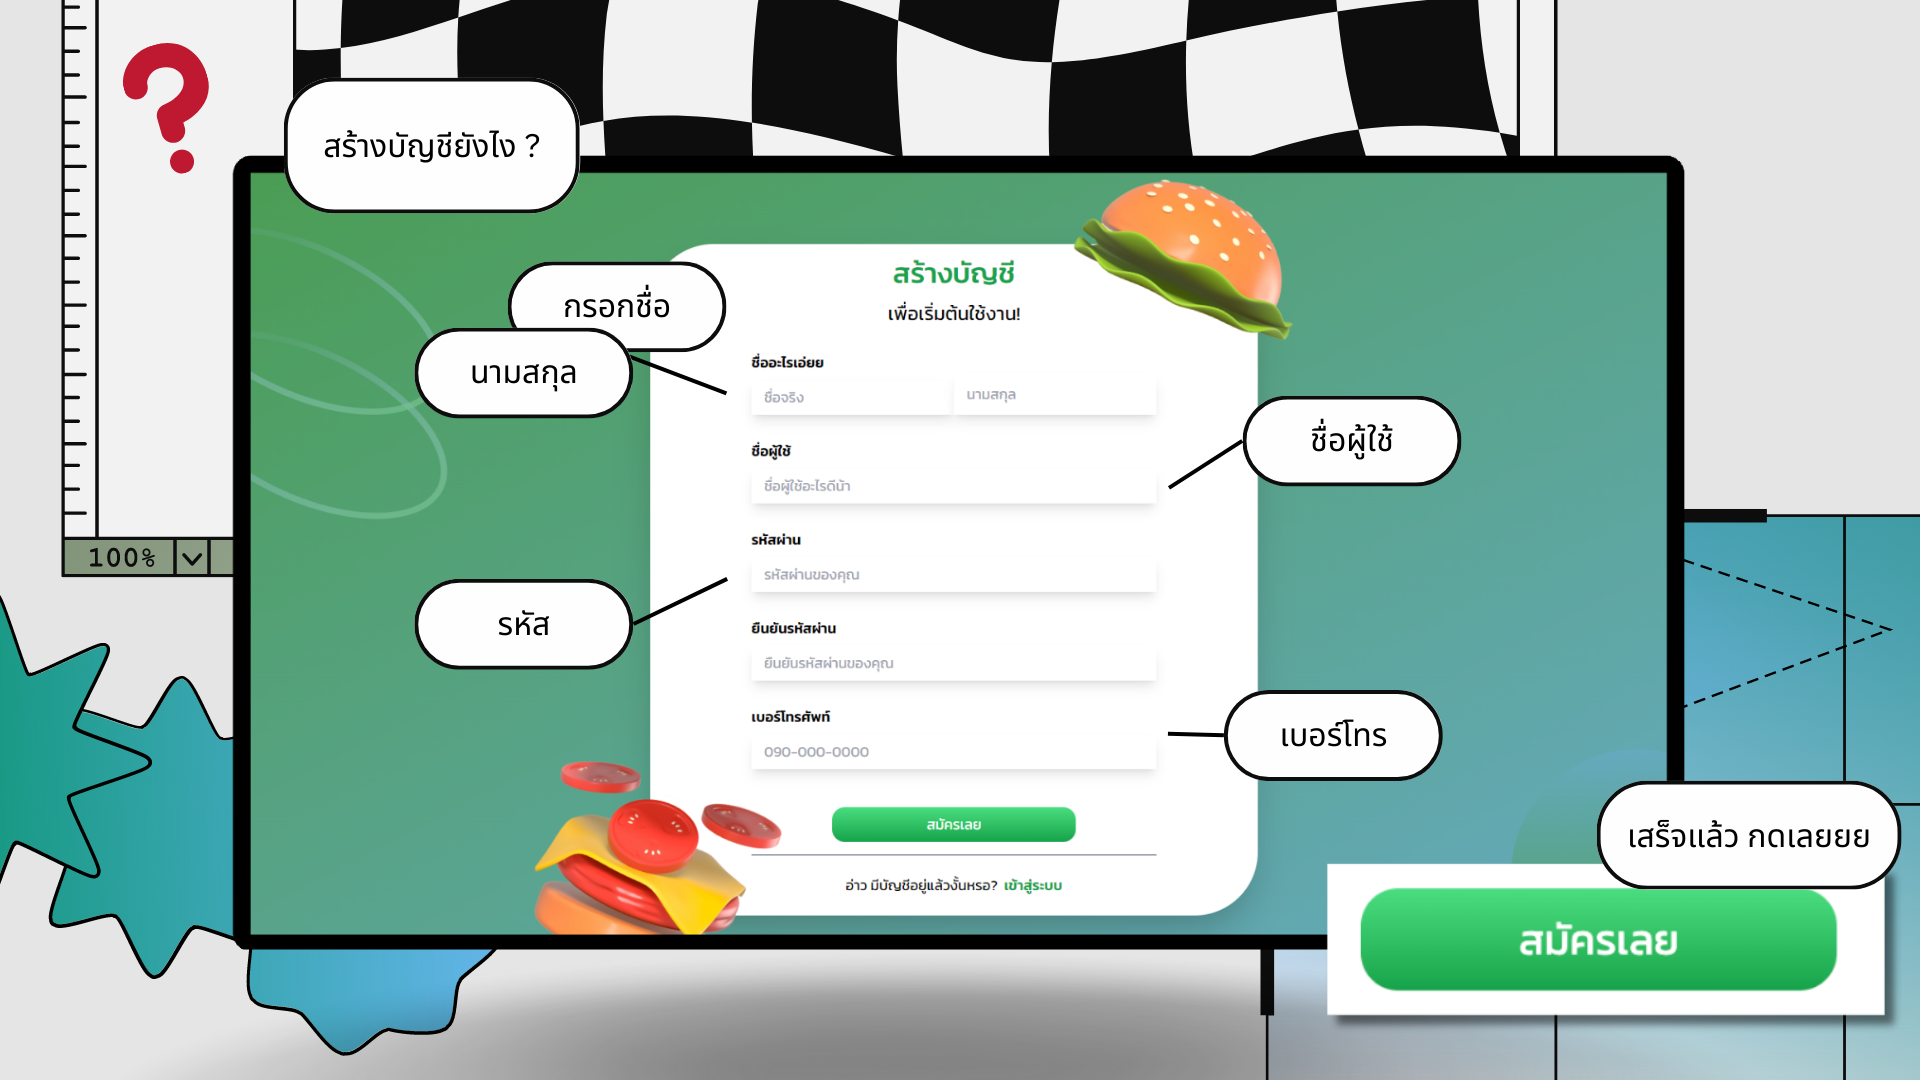 สร้างบัญชียังไง ?
สร้างบัญชี
เพื่อเริ่มต้นใช้งาน!
กรอกชื่อ
นามสกุล
ชื่ออะไรเอ่ยย
ชื่อจริง
นามสกุล
ชื่อผู้ใช้
ชื่อผู้ใช้
ชื่อผู้ใช้อะไรดีน้า
รหัสผ่าน
รหัสผ่านของคุณ
รหัส
ยืนยันรหัสผ่าน
ยืนยันรหัสผ่านของคุณ
เบอร์โทรศัพท์
090-000-0000
เบอร์โทร
สมัครเลย
อ่าว มีบัญชีอยู่แล้วงั้นหรอ? เข้าสู่ระบบ
เสร็จแล้ว กดเลยยย
สมัครเลย
100%